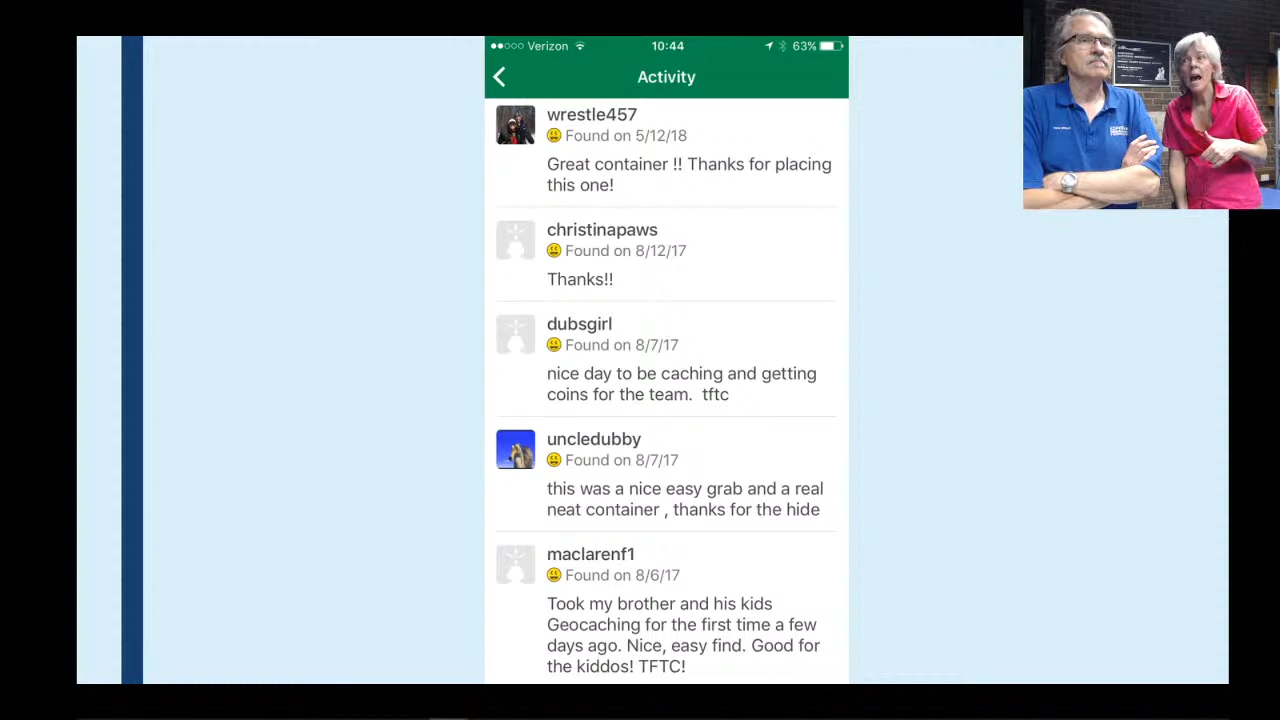 Verizon 10:44 63%
Activity
wrestle457
Found on 5/12/18
Great container !! Thanks for placing
this one!
christinapaws
Found on 8/12/17
Thanks!!
dubsgirl
Found on 8/7/17
nice day to be caching and getting
coins for the team. tftc
uncledubby
Found on 8/7/17
this was a nice easy grab and a real
neat container , thanks for the hide
maclarenf1
Found on 8/6/17
Took my brother and his kids
Geocaching for the first time a few
days ago. Nice, easy find. Good for
the kiddos! TFTC!